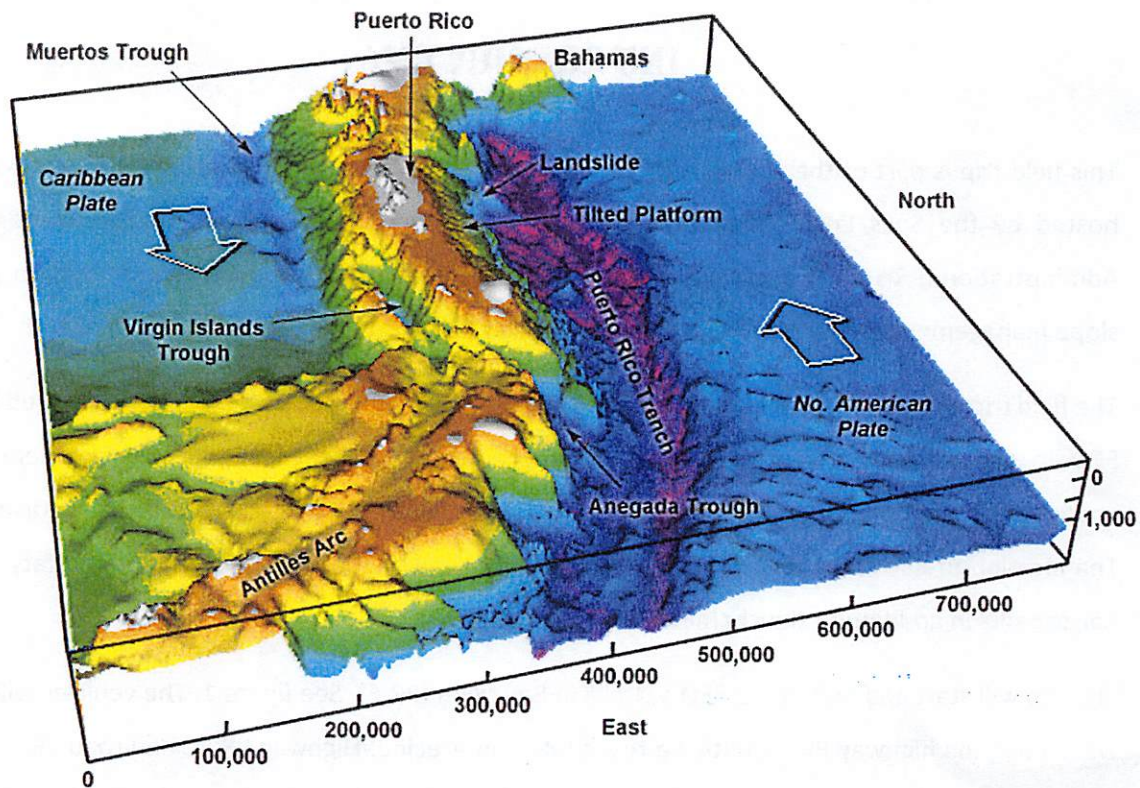 Puerto Rico
Muertos Trough
Bahamas
Caribbean
Plate
Landslide
North
Tilted Platform
Puerto Rico Trench
Virgin Islands
Trough
No. American
Plate
Anegada Trough
Antilles Arc
0
1,000
700,000
600,000
500,000
400,000
300,000
200,000
100,000
0
East